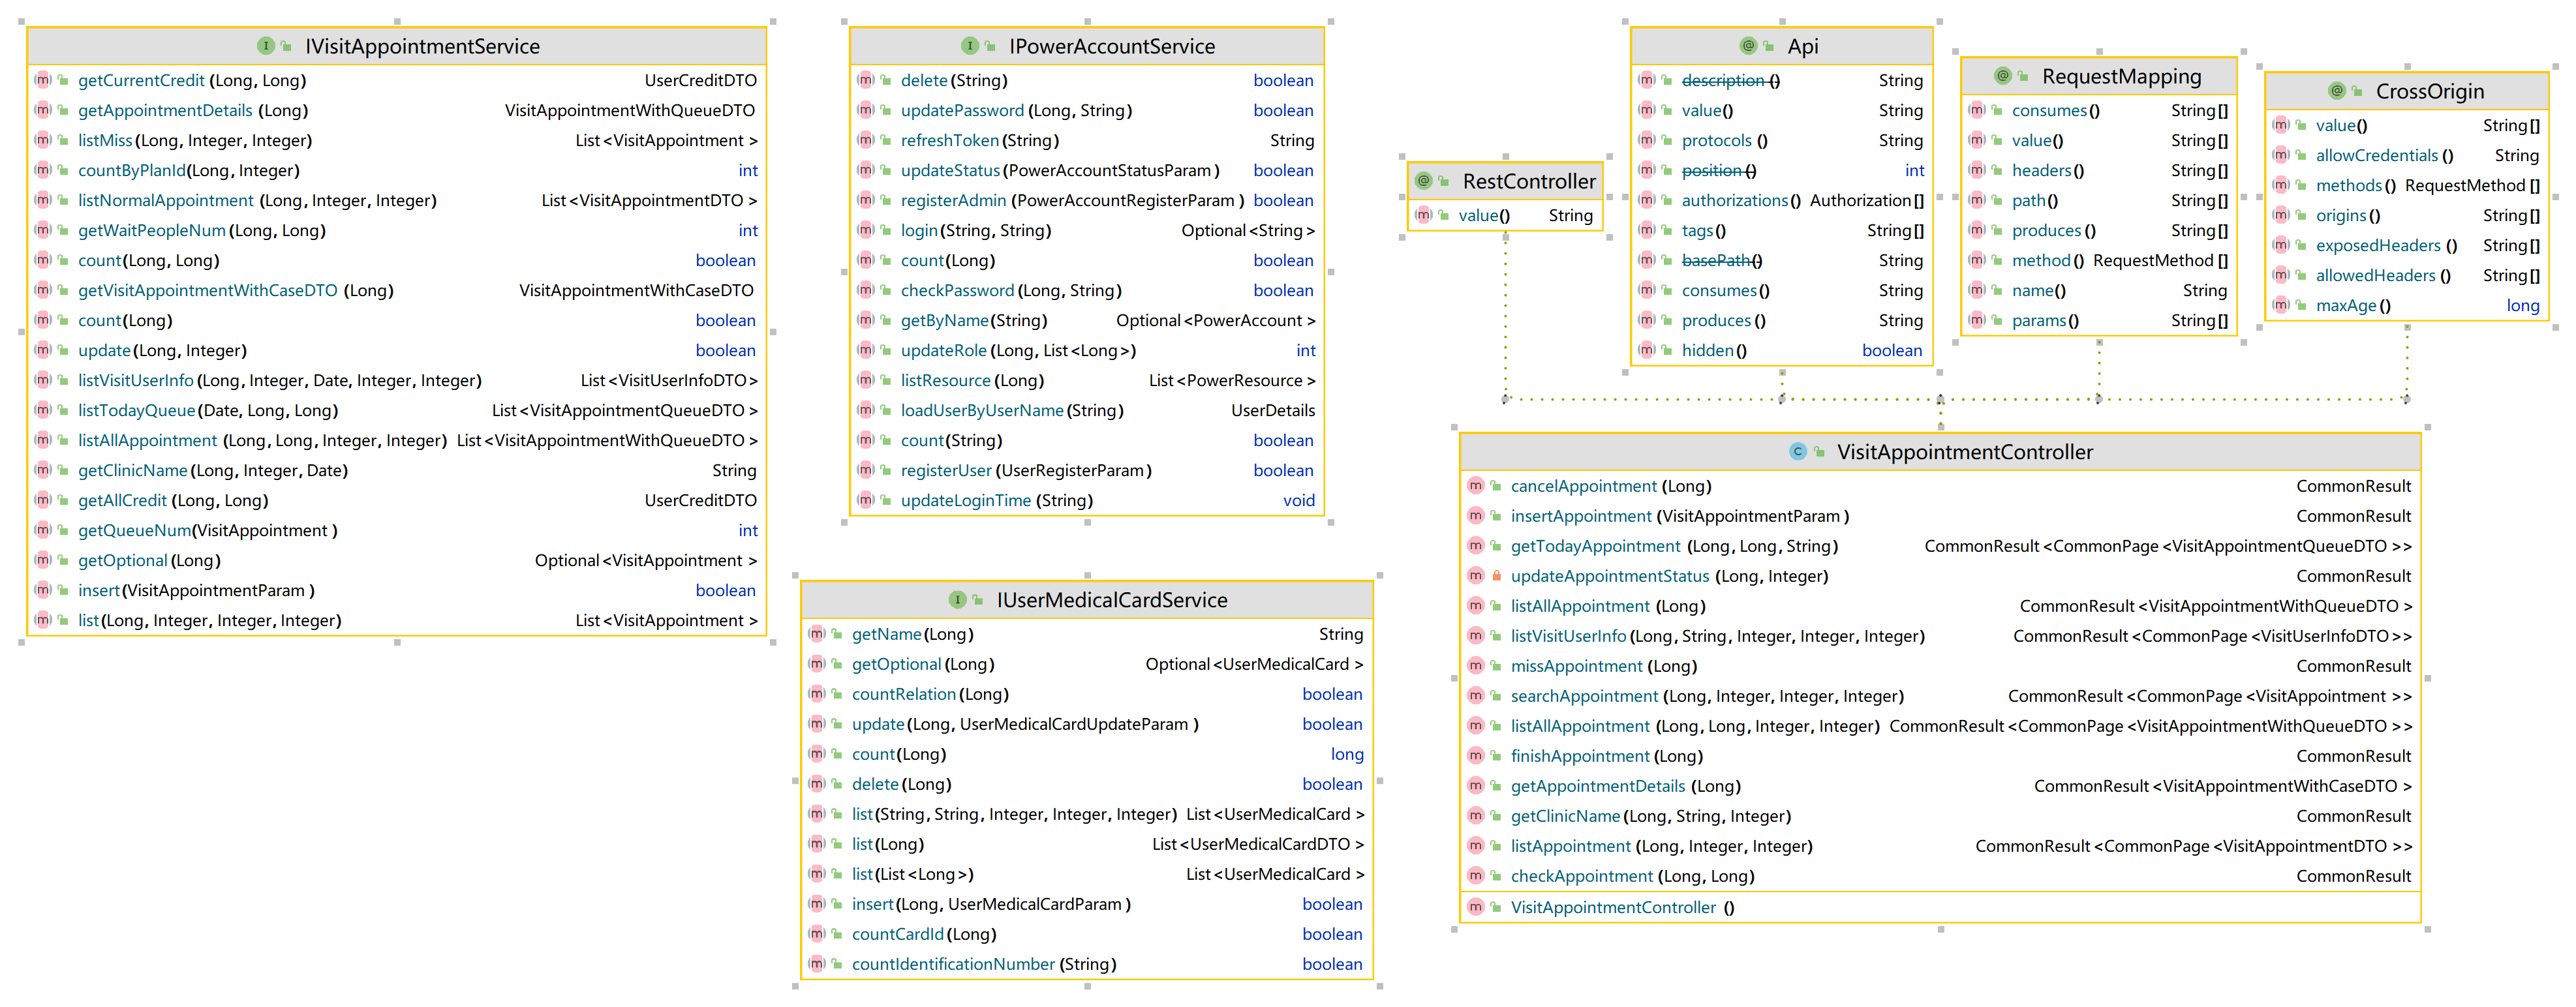 IVisitAppointmentService
getCurrentCredit (Long, Long) UserCreditDTO
getAppointmentDetails (Long) VisitAppointmentWithQueueDTO
listMiss (Long, Integer, Integer) List<VisitAppointment>
countByPlanId(Long, Integer) int
listNormalAppointment (Long, Integer, Integer) List<VisitAppointmentDTO>
getWaitPeopleNum (Long, Long) int
count(Long, Long) boolean
getVisitAppointmentWithCaseDTO (Long) VisitAppointmentWithCaseDTO
count(Long) boolean
update(Long, Integer) boolean
listVisitUserInfo (Long, Integer, Date, Integer, Integer) List<VisitUserInfoDTO>
listTodayQueue (Date, Long, Long) List<VisitAppointmentQueueDTO>
listAllAppointment (Long, Long, Integer, Integer) List<VisitAppointmentWithQueueDTO>
getClinicName (Long, Integer, Date) String
getAllCredit (Long, Long) UserCreditDTO
getQueueNum(VisitAppointment) int
getOptional (Long) Optional<VisitAppointment>
insert(VisitAppointmentParam) boolean
list(Long, Integer, Integer, Integer) List<VisitAppointment>
IPowerAccountService
delete(String) boolean
updatePassword (Long, String) boolean
refreshToken (String) String
updateStatus (PowerAccountStatusParam) boolean
registerAdmin (PowerAccountRegisterParam) boolean
login(String, String) Optional<String>
count(Long) boolean
checkPassword (Long, String) boolean
getByName(String) Optional<PowerAccount>
updateRole (Long, List<Long>) int
listResource (Long) List<PowerResource>
loadUserByUserName (String) UserDetails
count(String) boolean
registerUser (UserRegisterParam) boolean
updateLoginTime (String) void
IUserMedicalCardService
getName(Long) String
getOptional (Long) Optional<UserMedicalCard>
countRelation (Long) boolean
update(Long, UserMedicalCardUpdateParam) boolean
count(Long) long
delete(Long) boolean
list(String, String, Integer, Integer, Integer) List<UserMedicalCard>
list(Long) List<UserMedicalCardDTO>
list(List<Long>) List<UserMedicalCard>
insert(Long, UserMedicalCardParam) boolean
countCardId (Long) boolean
countIdentificationNumber (String) boolean
RestController
value() String
Api
description () String
value() String
protocols () String
position() int
authorizations() Authorization[]
tags() String[]
basePath() String
consumes() String
produces () String
hidden() boolean
RequestMapping
consumes() String[]
value() String[]
headers() String[]
path() String[]
produces () String[]
method() RequestMethod[]
name() String
params() String[]
CrossOrigin
value() String[]
allowCredentials () String
methods() RequestMethod[]
origins() String[]
exposedHeaders () String[]
allowedHeaders () String[]
maxAge() long
VisitAppointmentController
cancelAppointment (Long) CommonResult
insertAppointment (VisitAppointmentParam) CommonResult
getTodayAppointment (Long, Long, String) CommonResult<CommonPage<VisitAppointmentQueueDTO>>
updateAppointmentStatus (Long, Integer) CommonResult
listAllAppointment (Long) CommonResult<VisitAppointmentWithQueueDTO>
listVisitUserInfo (Long, String, Integer, Integer, Integer) CommonResult<CommonPage<VisitUserInfoDTO>>
missAppointment (Long) CommonResult
searchAppointment (Long, Integer, Integer, Integer) CommonResult<CommonPage<VisitAppointment>>
listAllAppointment (Long, Long, Integer, Integer) CommonResult<CommonPage<VisitAppointmentWithQueueDTO>>
finishAppointment (Long) CommonResult
getAppointmentDetails (Long) CommonResult<VisitAppointmentWithCaseDTO>
getClinicName (Long, String, Integer) CommonResult
listAppointment (Long, Integer, Integer) CommonResult<CommonPage<VisitAppointmentDTO>>
checkAppointment (Long, Long) CommonResult
VisitAppointmentController ()